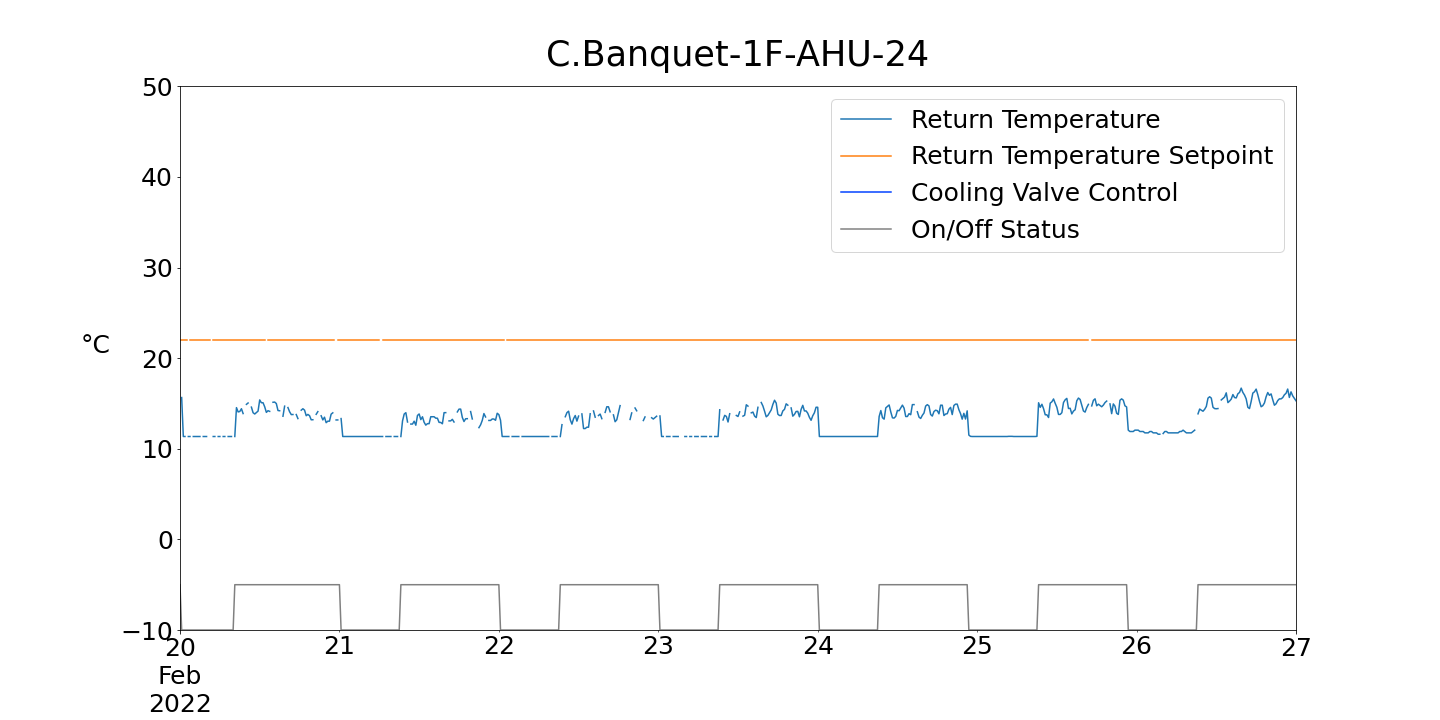 C.Banquet-1F-AHU-24
Return Temperature
Return Temperature Setpoint
Cooling Valve Control
On/Off Status
50
40
30
20
10
0
−10
°C
20
21
22
23
24
25
26
27
Feb
2022